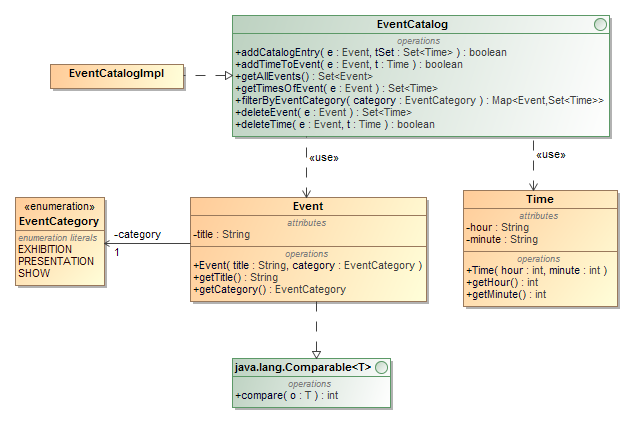 EventCatalog
operations
+addCatalogEntry( e : Event, tSet : Set<Time> ) : boolean
+addTimeToEvent( e : Event, t : Time ) : boolean
+getAllEvents() : Set<Event>
+getTimesOfEvent( e : Event ) : Set<Time>
+filterByEventCategory( category : EventCategory ) : Map<Event,Set<Time>>
+deleteEvent( e : Event ) : Set<Time>
+deleteTime( e : Event, t : Time ) : boolean
EventCatalogImpl
«use»
«use»
«enumeration»
EventCategory
enumeration literals
EXHIBITION
PRESENTATION
SHOW
-category
1
Event
attributes
-title : String
operations
+Event( title : String, category : EventCategory )
+getTitle() : String
+getCategory() : EventCategory
Time
attributes
-hour : String
-minute : String
operations
+Time( hour : int, minute : int )
+getHour() : int
+getMinute() : int
java.lang.Comparable<T>
operations
+compare( o : T ) : int